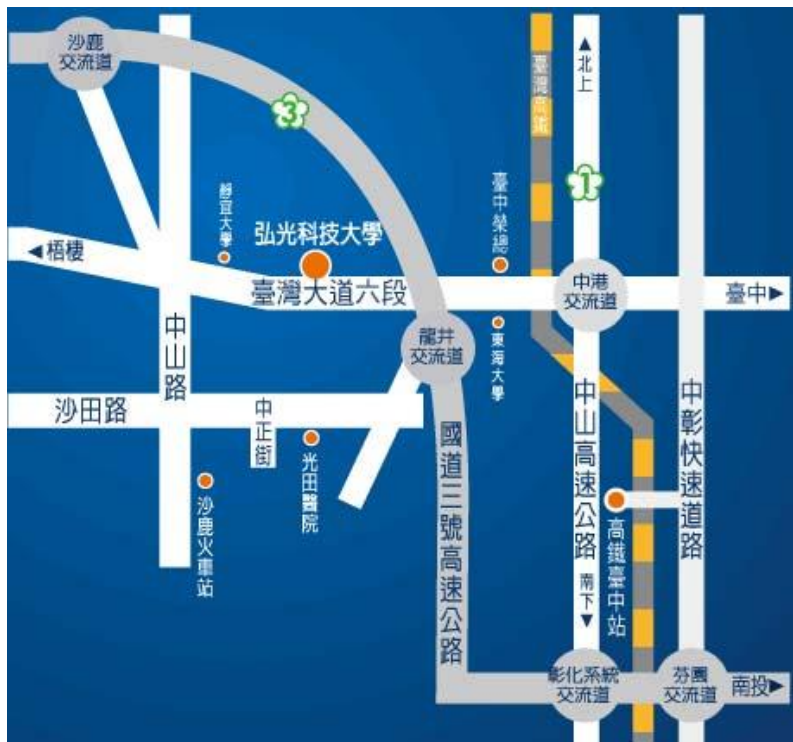 沙鹿
交流道
3
臺灣高鐵
▲北上
1
靜宜大學
弘光科技大學
臺中榮總
◀梧棲
臺灣大道六段
中港
交流道
臺中▶
中山路
龍井
交流道
東海大學
沙田路
中正街
光田醫院
沙鹿火車站
國道三號高速公路
中山高速公路
南下▼
中彰快速道路
高鐵臺中站
彰化系統
交流道
芬園
交流道
南投▶